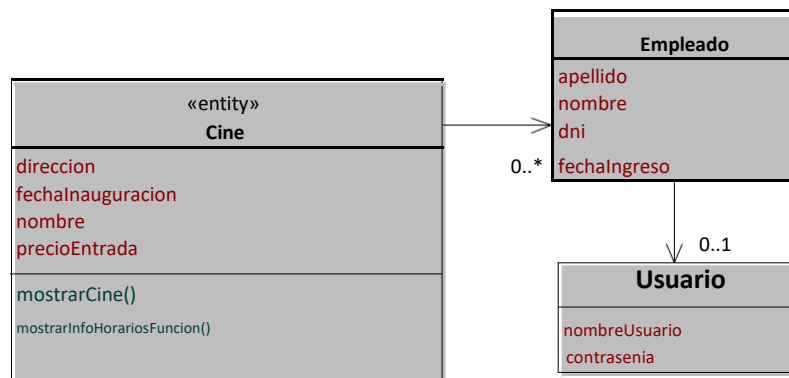 «entity»
Cine
direccion
fechaInauguracion
nombre
precioEntrada
mostrarCine()
mostrarInfoHorariosFuncion()
Empleado
apellido
nombre
dni
0..* fechaIngreso
0..1
Usuario
nombreUsuario
contrasenia